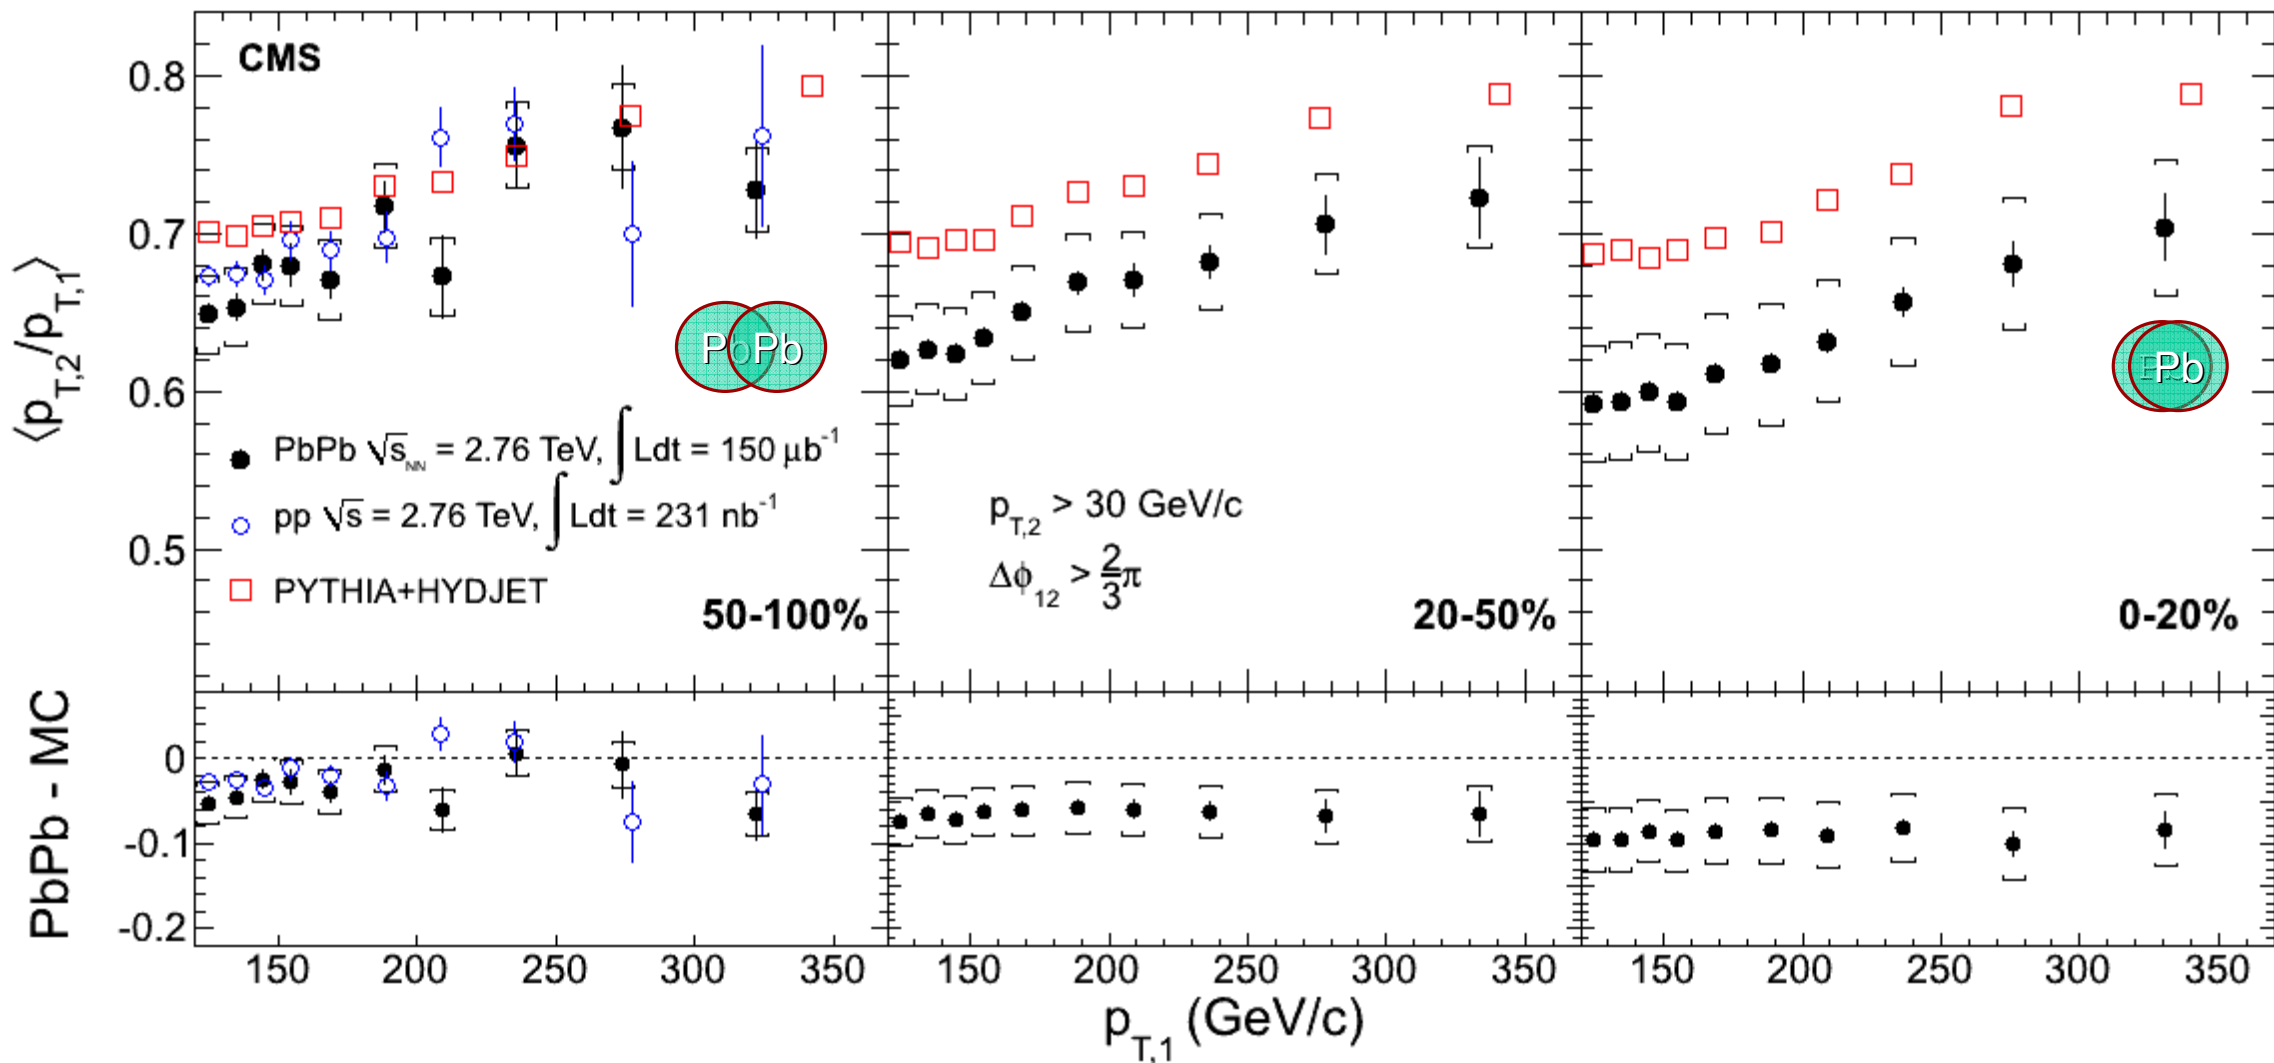 CMS
0.8
0.7
0.6
0.5
⟨p_T,2/p_T,1⟩
Pb Pb
Pb
PbPb √s_NN = 2.76 TeV, ∫Ldt = 150 μb⁻¹
pp √s = 2.76 TeV, ∫Ldt = 231 nb⁻¹
PYTHIA+HYDJET
50-100%
p_T,2 > 30 GeV/c
Δϕ_12 > 2/3 π
20-50%
0-20%
PbPb - MC
0
-0.1
-0.2
150 200 250 300 350 150 200 250 300 350 150 200 250 300 350
p_T,1 (GeV/c)